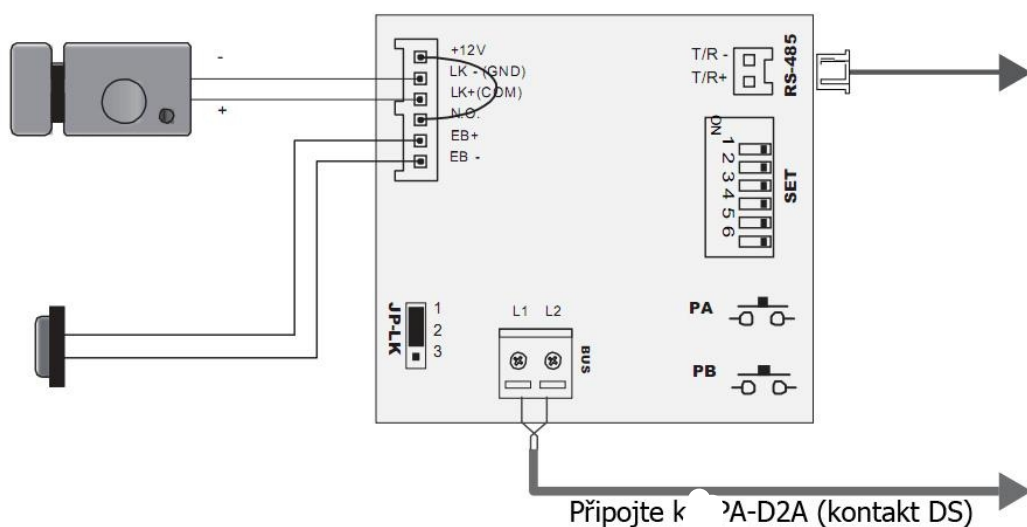 -
+
+12V
LK - (GND)
LK+(COM)
N.O.
EB+
EB -
T/R -
T/R+
RS-485
ON
1
2
3
4
5
6
SET
JP-LK
1
2
3
L1 L2
BUS
PA
PB
Připojte k PA-D2A (kontakt DS)